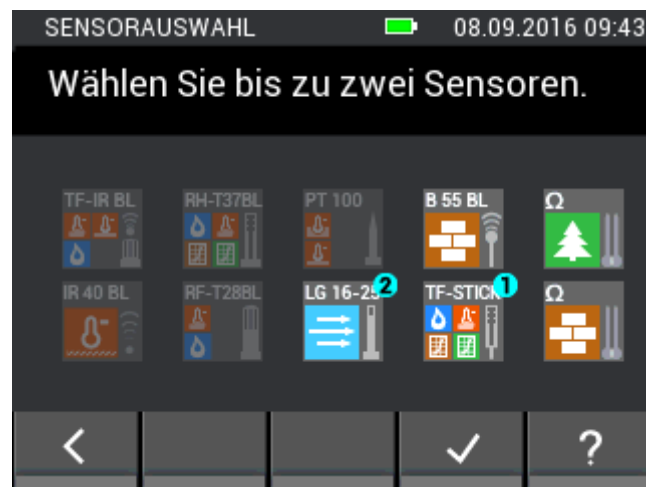 SENSORAUSWAHL 08.09.2016 09:43
Wählen Sie bis zu zwei Sensoren.
TF-IR BL RH-T37BL PT 100 B 55 BL Ω
IR 40 BL RF-T28BL LG 16-25 2 TF-STICK 1 Ω
?